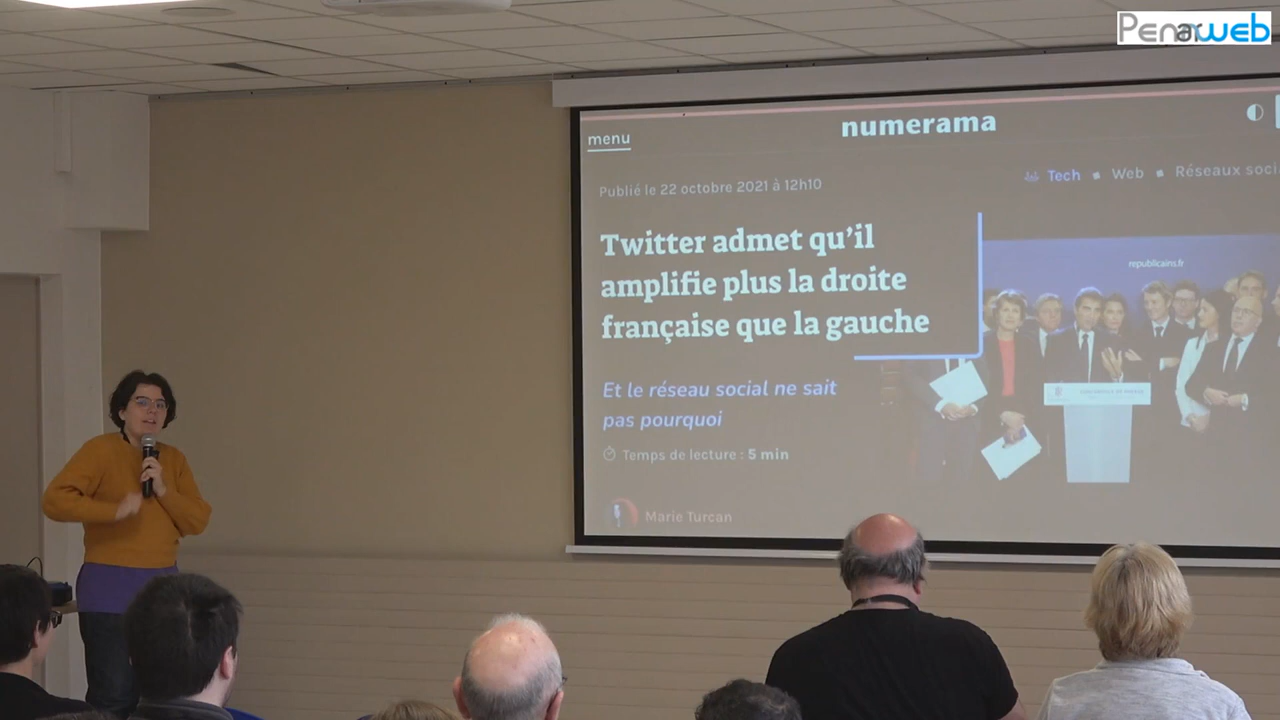 Penarweb
menu
numerama
Publié le 22 octobre 2021 à 12h10
Tech ▪ Web ▪ Réseaux soci
Twitter admet qu'il
amplifie plus la droite
française que la gauche
republicains.fr
Et le réseau social ne sait
pas pourquoi
Temps de lecture : 5 min
Marie Turcan